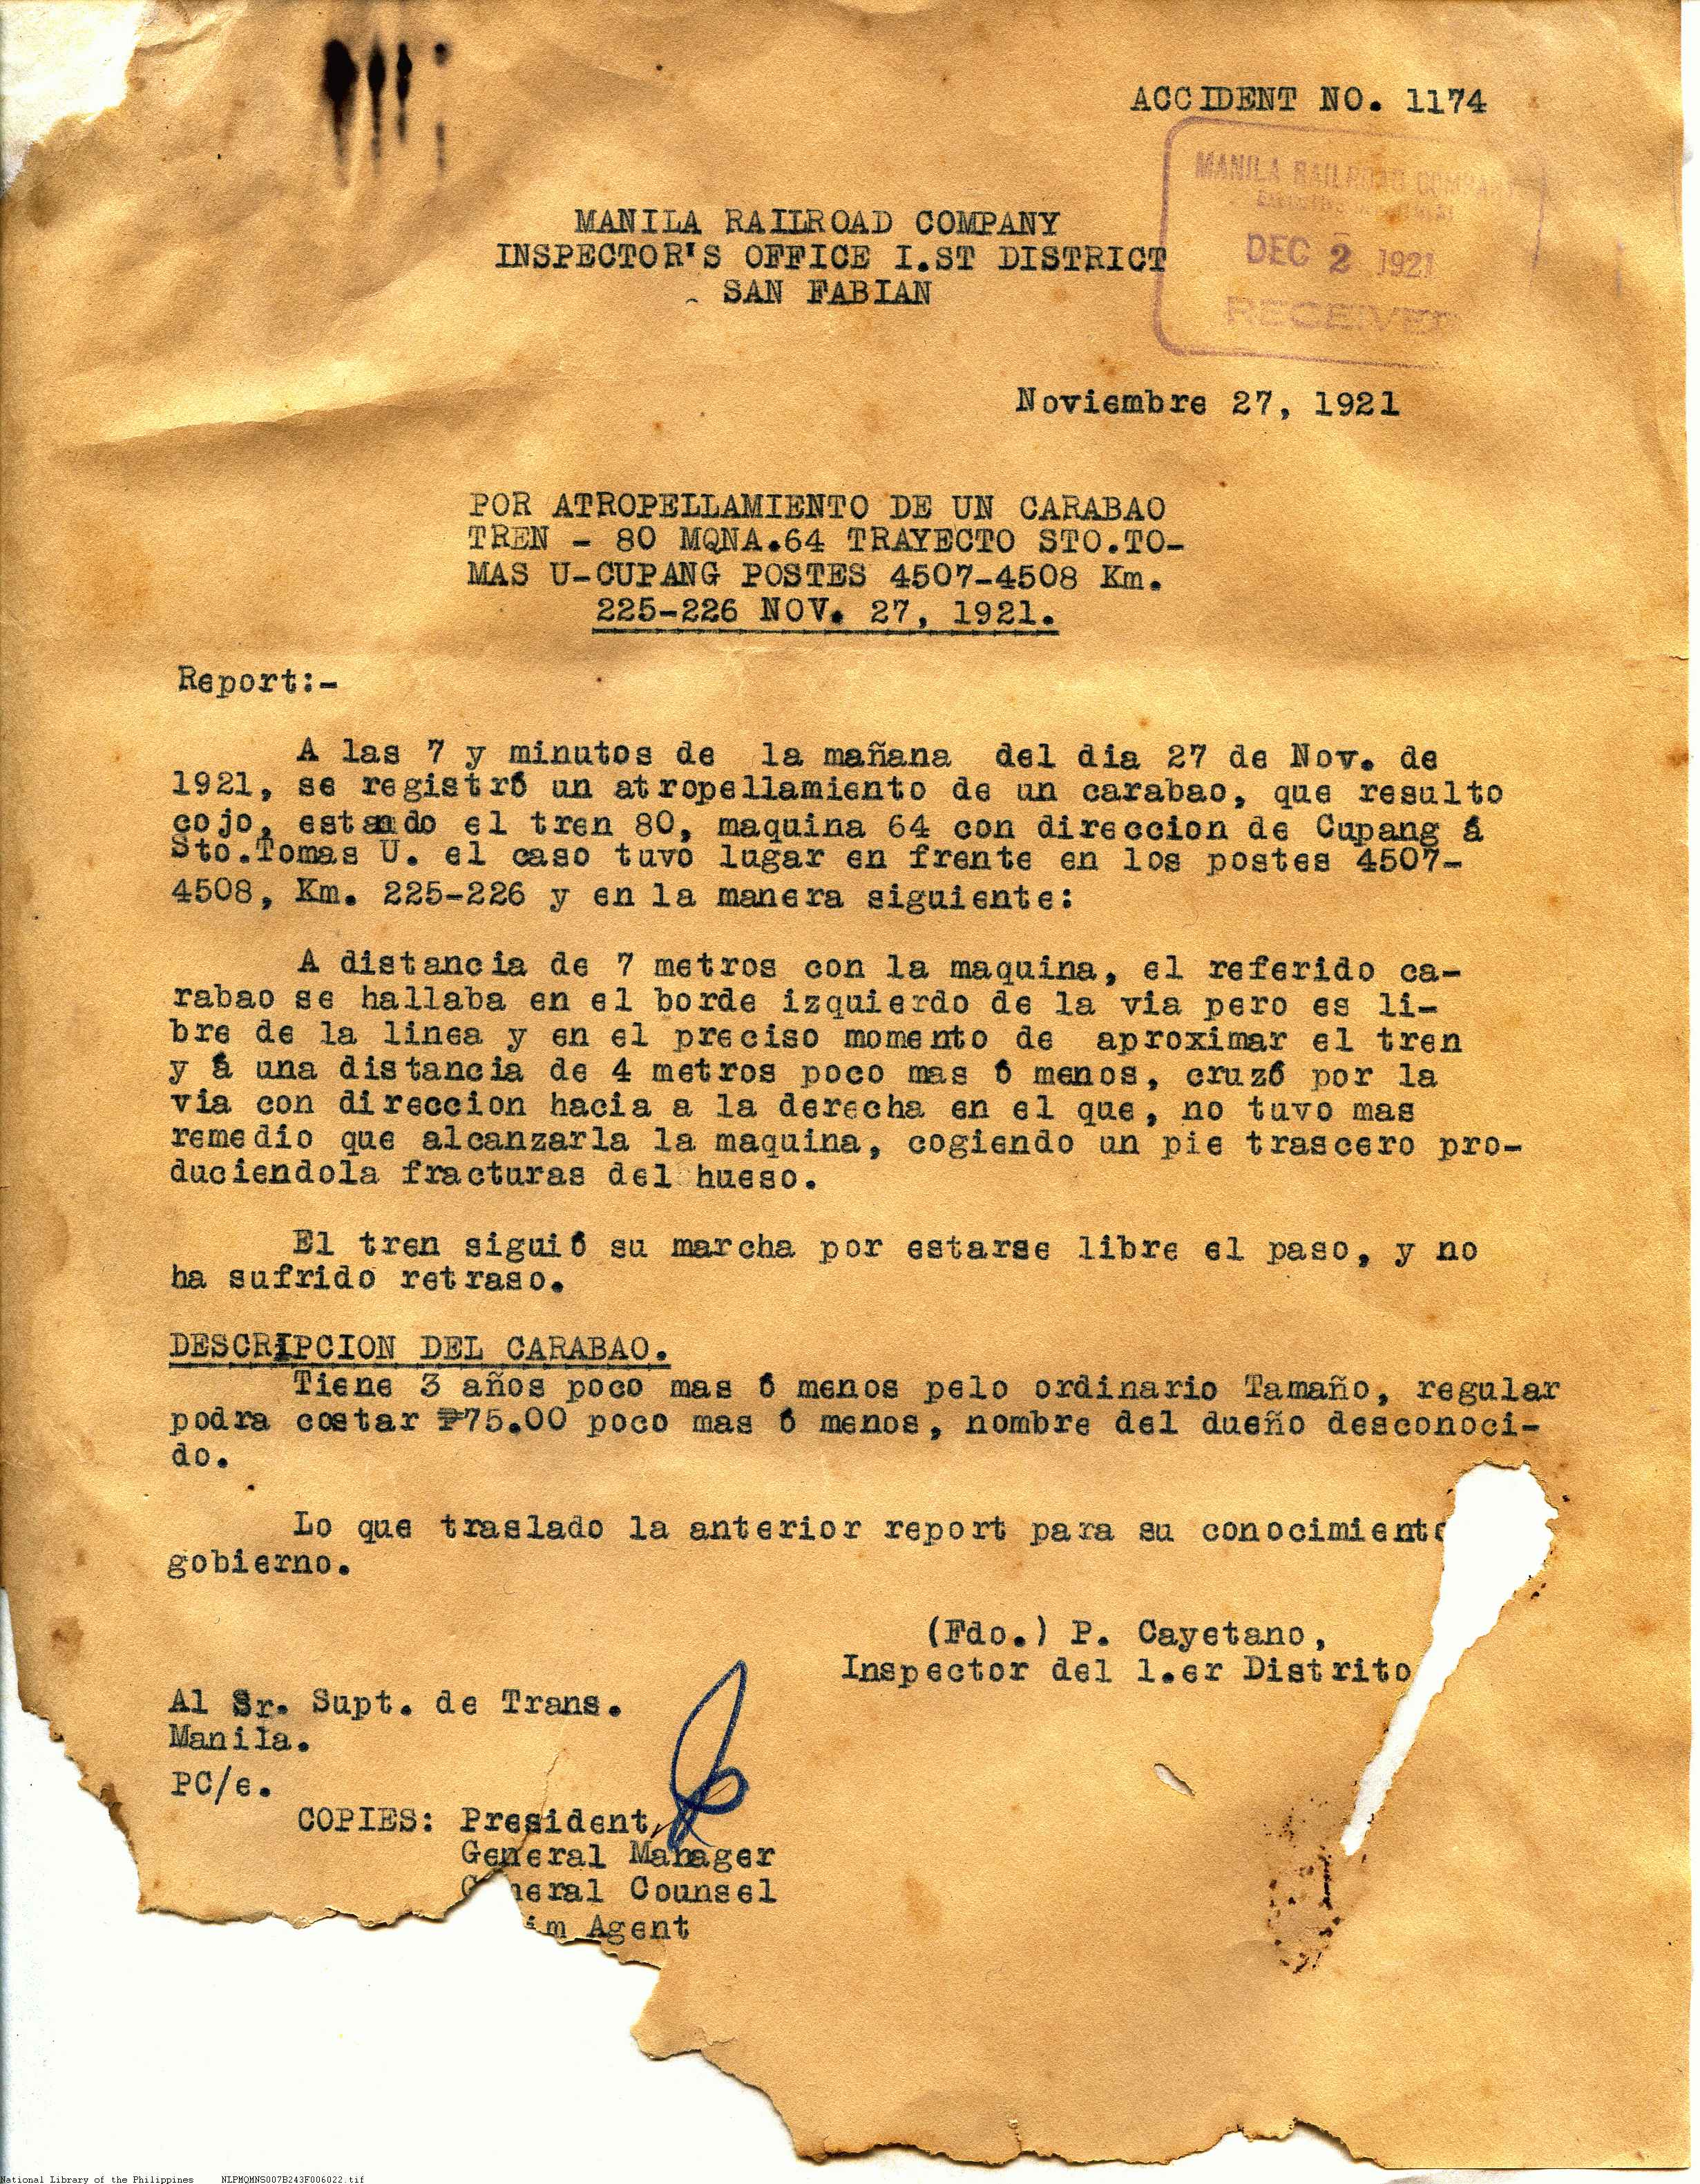 ACCIDENT NO. 1174
MANILA RAILROAD COMPANY
DEC 2 1921
RECEIVED
MANILA RAILROAD COMPANY
INSPECTOR'S OFFICE I.ST DISTRICT
SAN FABIAN
Noviembre 27, 1921
POR ATROPELLAMIENTO DE UN CARABAO
TREN - 80 MQNA.64 TRAYECTO STO.TO-
MAS U-CUPANG POSTES 4507-4508 Km.
225-226 NOV. 27, 1921.
Report:-
A las 7 y minutos de la mañana del dia 27 de Nov. de
1921, se registró un atropellamiento de un carabao, que resulto
cojo, estando el tren 80, maquina 64 con direccion de Cupang á
Sto.Tomas U. el caso tuvo lugar en frente en los postes 4507-
4508, Km. 225-226 y en la manera siguiente:
A distancia de 7 metros con la maquina, el referido ca-
rabao se hallaba en el borde izquierdo de la via pero es li-
bre de la linea y en el preciso momento de aproximar el tren
y á una distancia de 4 metros poco mas ó menos, cruzó por la
via con direccion hacia a la derecha en el que, no tuvo mas
remedio que alcanzarla la maquina, cogiendo un pie trascero pro-
duciendola fracturas del hueso.
El tren siguió su marcha por estarse libre el paso, y no
ha sufrido retraso.
DESCRIPCION DEL CARABAO.
Tiene 3 años poco mas ó menos pelo ordinario Tamaño, regular
podra costar ₱75.00 poco mas ó menos, nombre del dueño desconoci-
do.
Lo que traslado la anterior report para su conocimiento
gobierno.
(Fdo.) P. Cayetano,
Inspector del 1.er Distrito
Al Sr. Supt. de Trans.
Manila.
PC/e.
COPIES: President,
General Manager
General Counsel
im Agent
National Library of the Philippines NLPMQMNS007B243F006022.tif